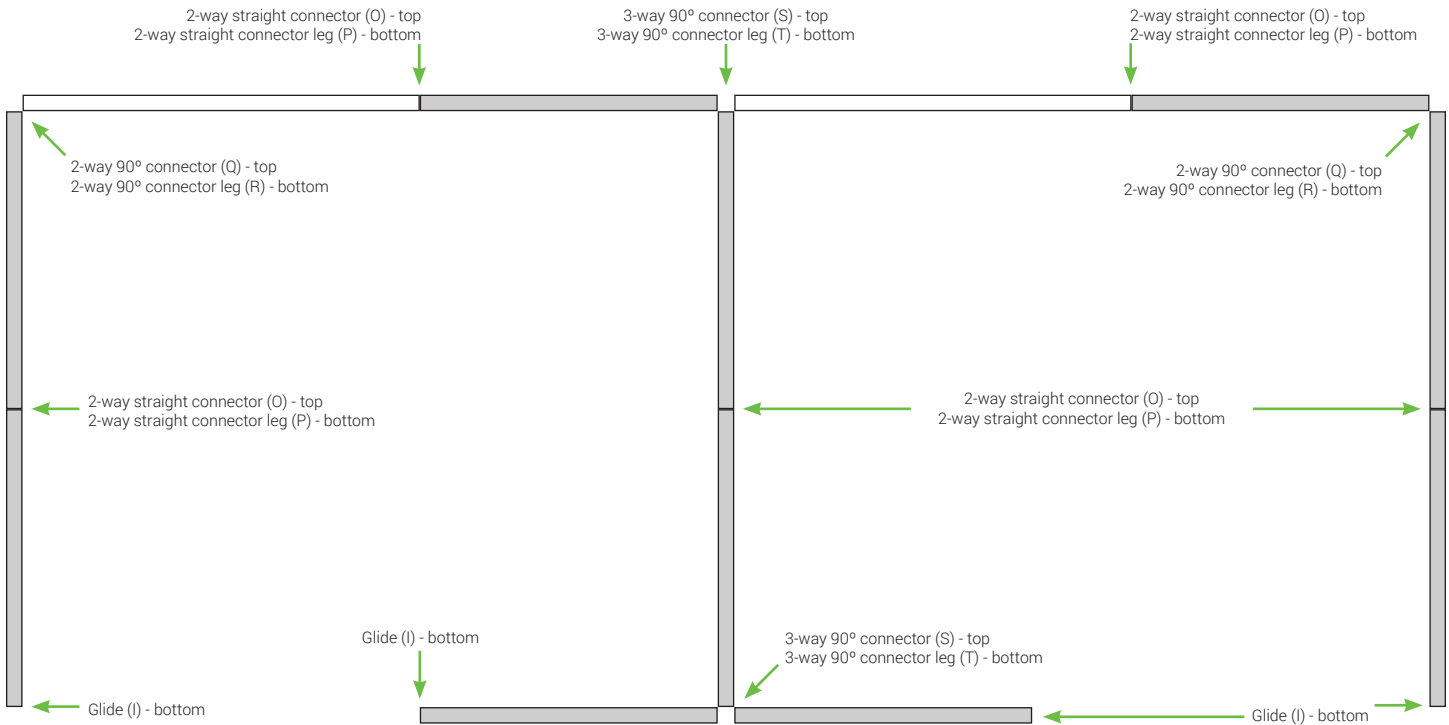 2-way straight connector (O) - top
2-way straight connector leg (P) - bottom
3-way 90º connector (S) - top
3-way 90º connector leg (T) - bottom
2-way straight connector (O) - top
2-way straight connector leg (P) - bottom
2-way 90º connector (Q) - top
2-way 90º connector leg (R) - bottom
2-way 90º connector (Q) - top
2-way 90º connector leg (R) - bottom
2-way straight connector (O) - top
2-way straight connector leg (P) - bottom
2-way straight connector (O) - top
2-way straight connector leg (P) - bottom
Glide (I) - bottom
3-way 90º connector (S) - top
3-way 90º connector leg (T) - bottom
Glide (I) - bottom
Glide (I) - bottom